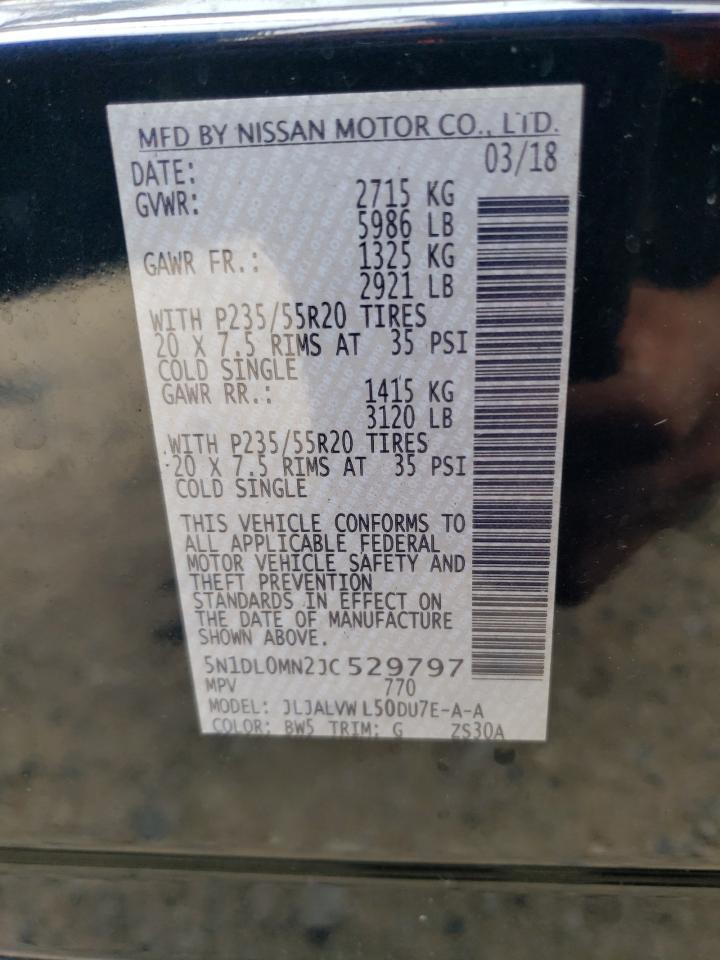 MFD BY NISSAN MOTOR CO., LTD.
DATE: 03/18
GVWR: 2715 KG
5986 LB
GAWR FR.: 1325 KG
2921 LB
WITH P235/55R20 TIRES
20 X 7.5 RIMS AT 35 PSI
COLD SINGLE
GAWR RR.: 1415 KG
3120 LB
WITH P235/55R20 TIRES
20 X 7.5 RIMS AT 35 PSI
COLD SINGLE
THIS VEHICLE CONFORMS TO
ALL APPLICABLE FEDERAL
MOTOR VEHICLE SAFETY AND
THEFT PREVENTION
STANDARDS IN EFFECT ON
THE DATE OF MANUFACTURE
SHOWN ABOVE.
5N1DL0MN2JC529797
MPV 770
MODEL: JLJALVW L50DU7E-A-A
COLOR: BW5 TRIM: G ZS30A